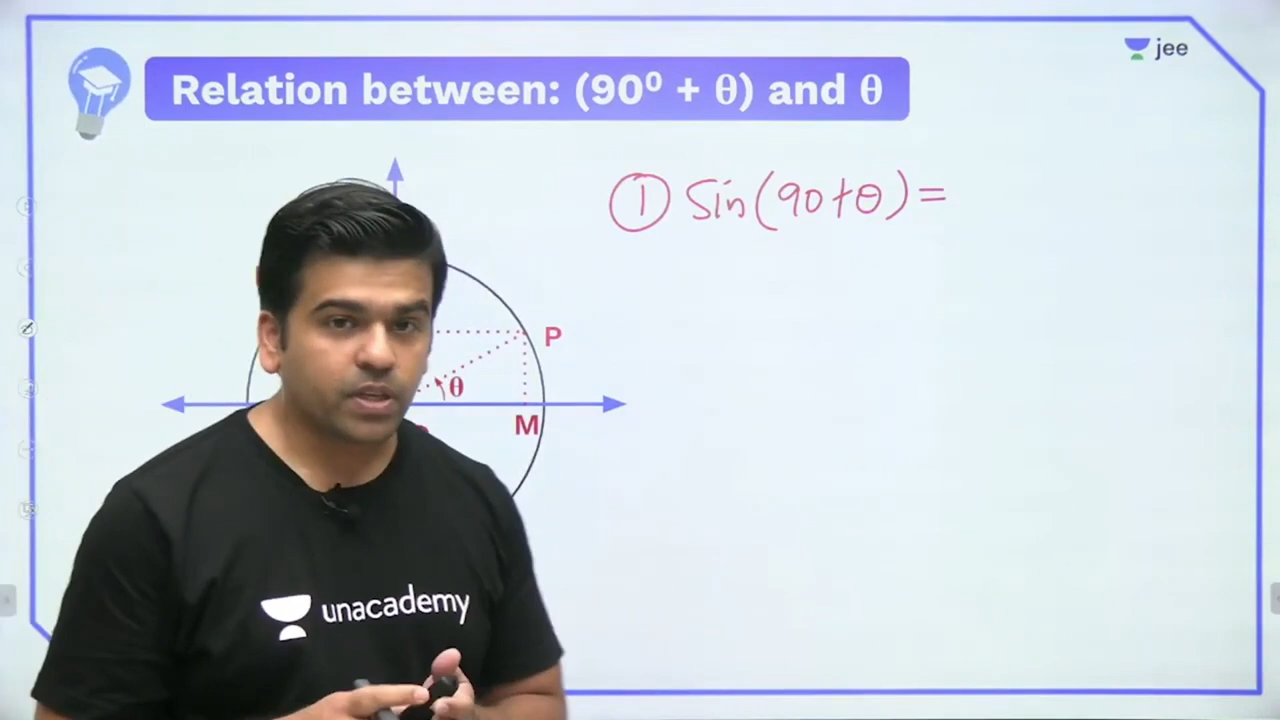 jee
Relation between: (90⁰ + θ) and θ
① Sin(90+θ)=
P
θ
M
unacademy